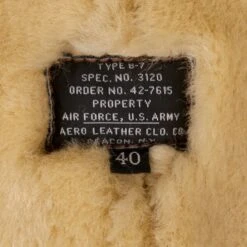 TYPE B-7
SPEC. NO. 3120
ORDER NO. 42-7615
PROPERTY
AIR FORCE, U.S. ARMY
AERO LEATHER CLO. CO
BEACON, N.Y.
40